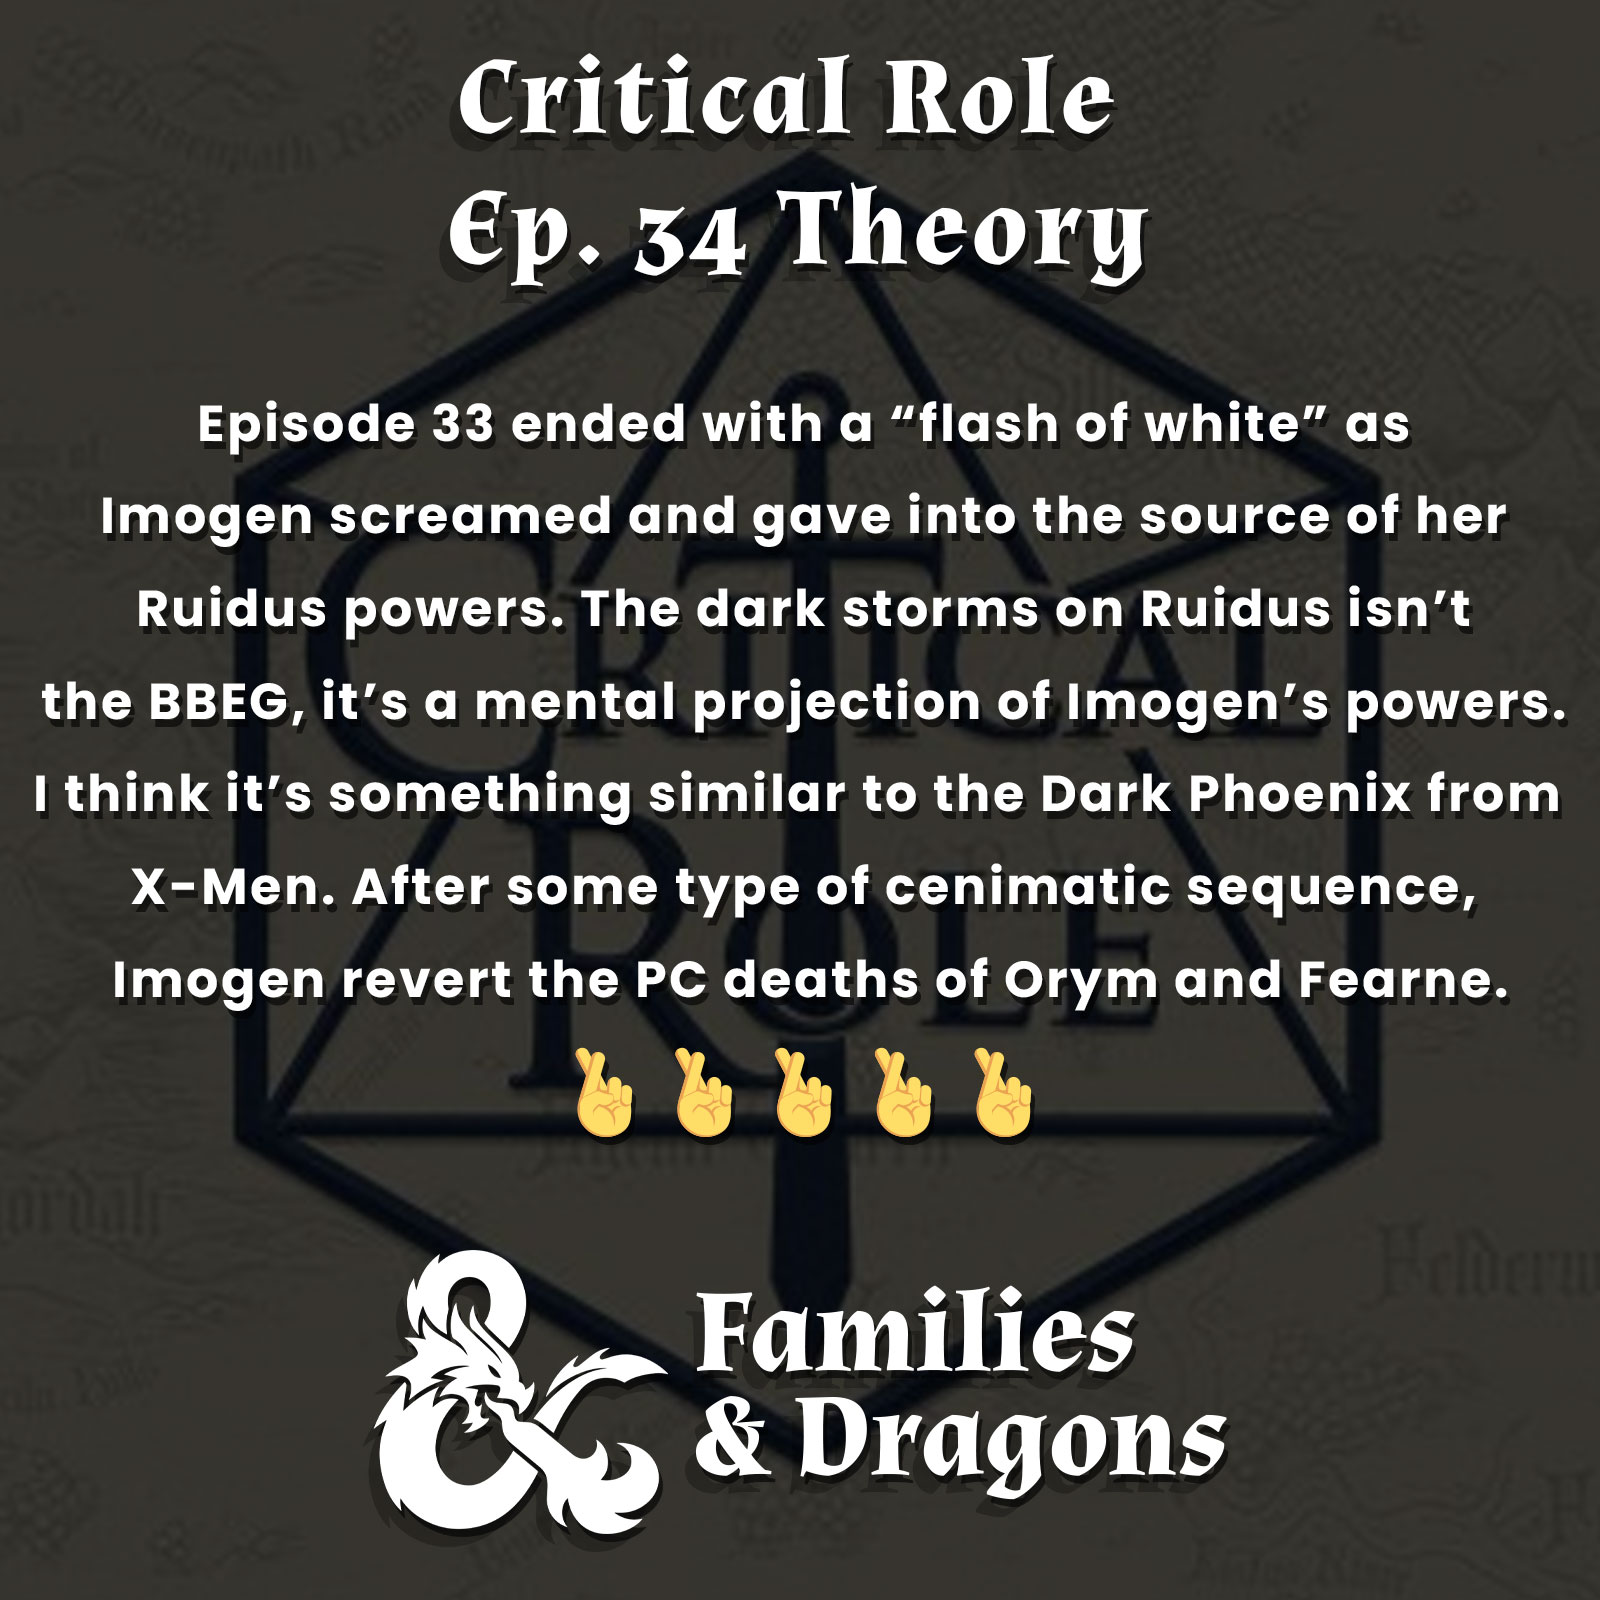 Critical Role
Ep. 34 Theory
Episode 33 ended with a “flash of white” as
Imogen screamed and gave into the source of her
Ruidus powers. The dark storms on Ruidus isn’t
the BBEG, it’s a mental projection of Imogen’s powers.
I think it’s something similar to the Dark Phoenix from
X-Men. After some type of cenimatic sequence,
Imogen revert the PC deaths of Orym and Fearne.
🤞🤞🤞🤞🤞
CRITICAL
ROLE
Families
& Dragons